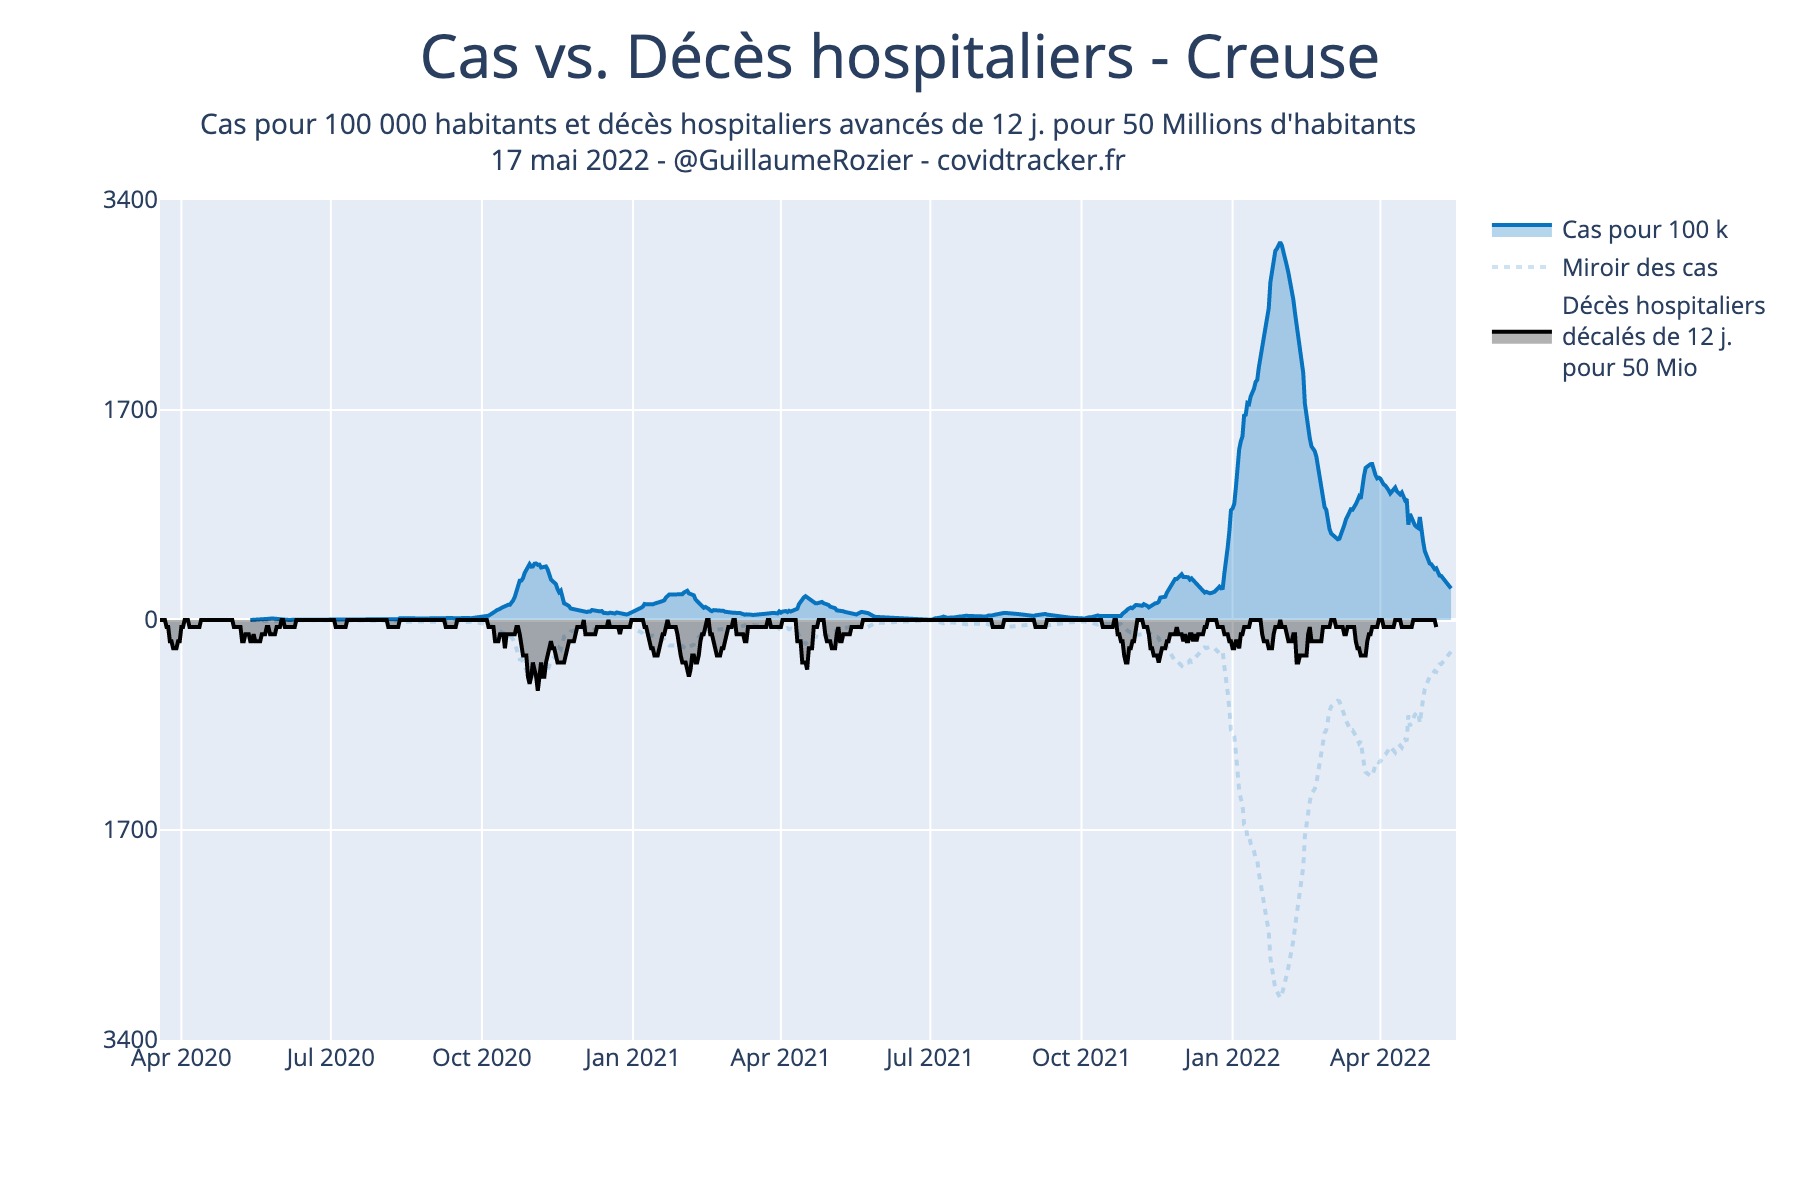 Cas vs. Décès hospitaliers - Creuse
Cas pour 100 000 habitants et décès hospitaliers avancés de 12 j. pour 50 Millions d'habitants
17 mai 2022 - @GuillaumeRozier - covidtracker.fr
3400
1700
0
1700
3400
Apr 2020
Jul 2020
Oct 2020
Jan 2021
Apr 2021
Jul 2021
Oct 2021
Jan 2022
Apr 2022
Cas pour 100 k
Miroir des cas
Décès hospitaliers
décalés de 12 j.
pour 50 Mio